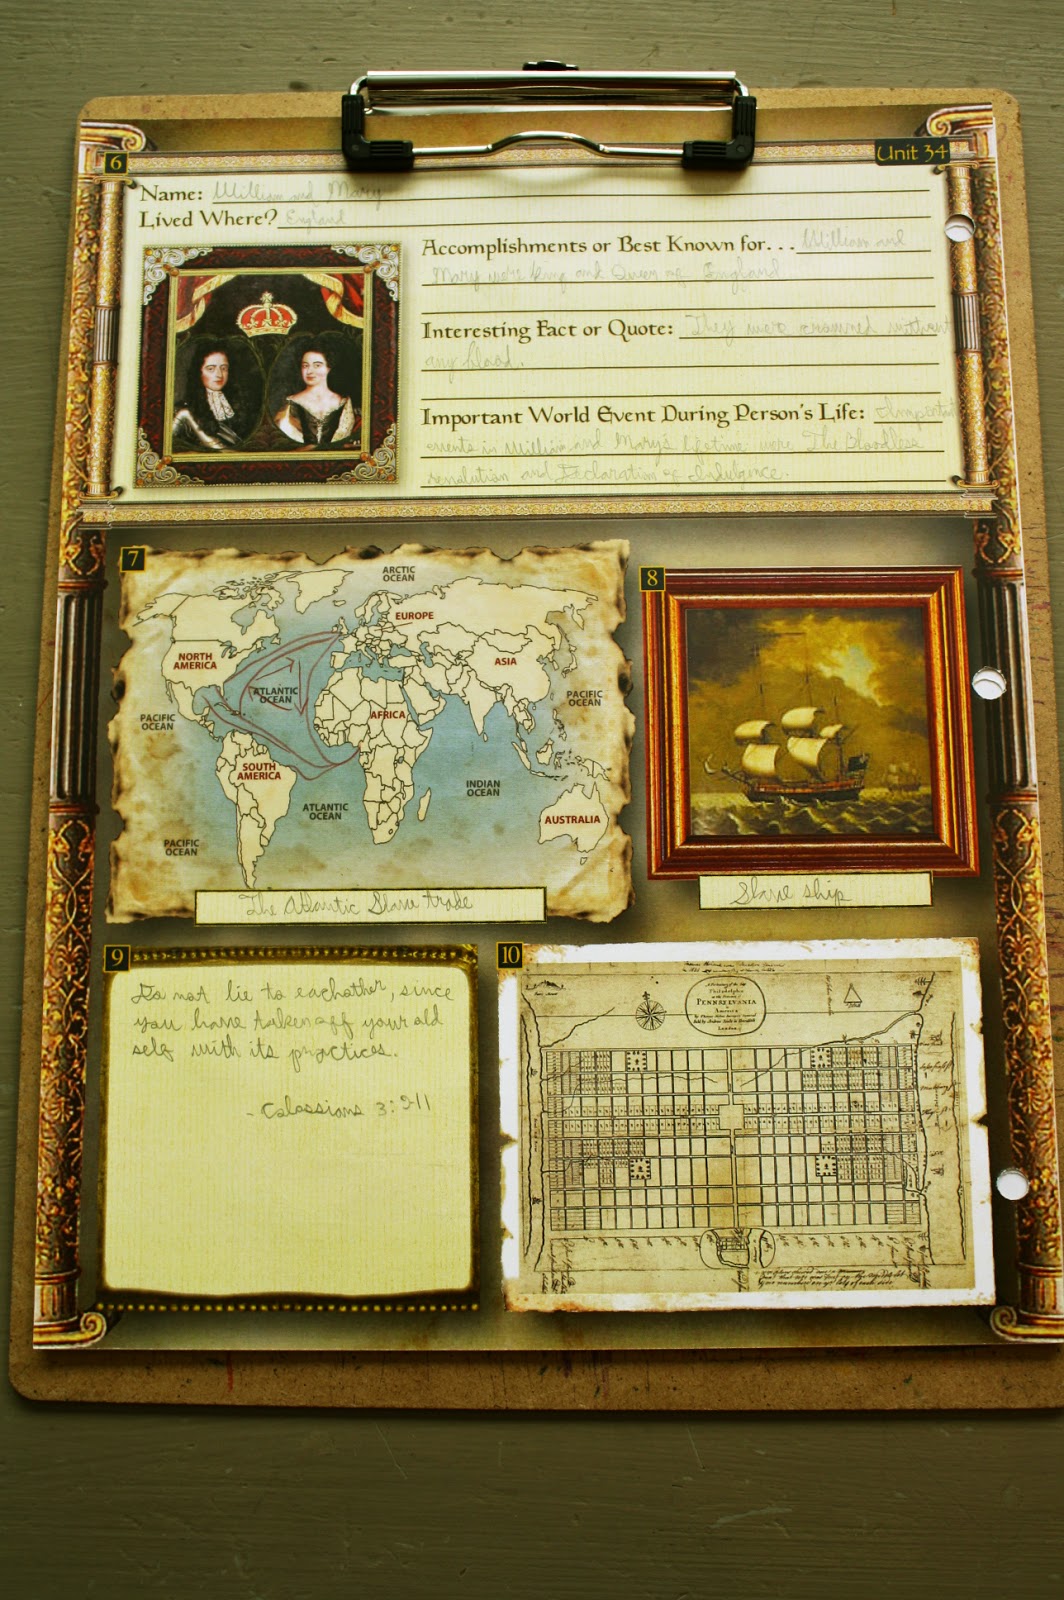 6
Unit 34
Name: William and Mary
Lived Where? England
Accomplishments or Best Known for. . . William and
Mary were king and Queen of England
Interesting Fact or Quote: They were crowned without
any blood.
Important World Event During Person's Life: Important
events in William and Mary's lifetime were The Bloodless
revolution and Declaration of Indulgence.
7
ARCTIC
OCEAN
EUROPE
NORTH
AMERICA
ASIA
ATLANTIC
OCEAN
PACIFIC
OCEAN
AFRICA
PACIFIC
OCEAN
SOUTH
AMERICA
INDIAN
OCEAN
ATLANTIC
OCEAN
AUSTRALIA
PACIFIC
OCEAN
The Atlantic Slave trade
8
Slave ship
9
Do not lie to eachother, since
you have taken off your old
self with its practices.
- Colossians 3:9-11
10
Philadelphia
PENNSYLVANIA
America
London